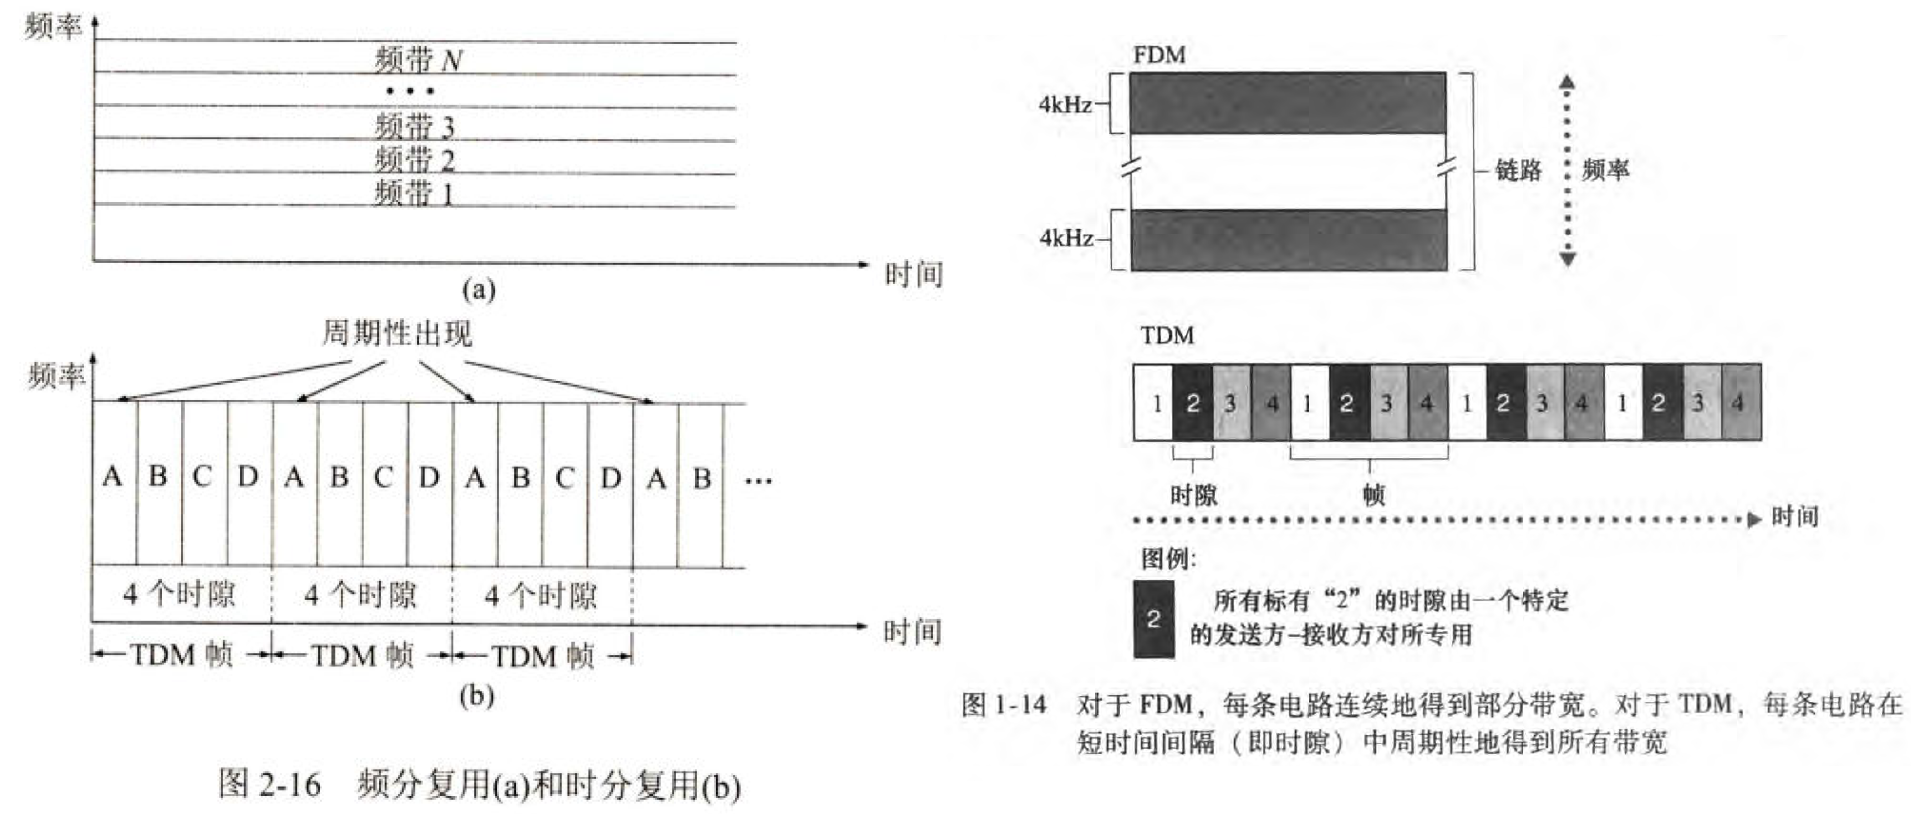 频率
频带 N
•••
频带 3
频带 2
频带 1
时间
(a)
周期性出现
频率
A B C D A B C D A B C D A B …
4 个时隙 4 个时隙 4 个时隙
时间
TDM 帧 TDM 帧 TDM 帧
(b)
图 2-16 频分复用(a)和时分复用(b)
FDM
4kHz
链路
频率
4kHz
TDM
1 2 3 4 1 2 3 4 1 2 3 4 1 2 3 4
时隙
帧
时间
图例:
2
所有标有“2”的时隙由一个特定
的发送方-接收方对所专用
图 1-14 对于 FDM，每条电路连续地得到部分带宽。对于 TDM，每条电路在
短时间间隔（即时隙）中周期性地得到所有带宽